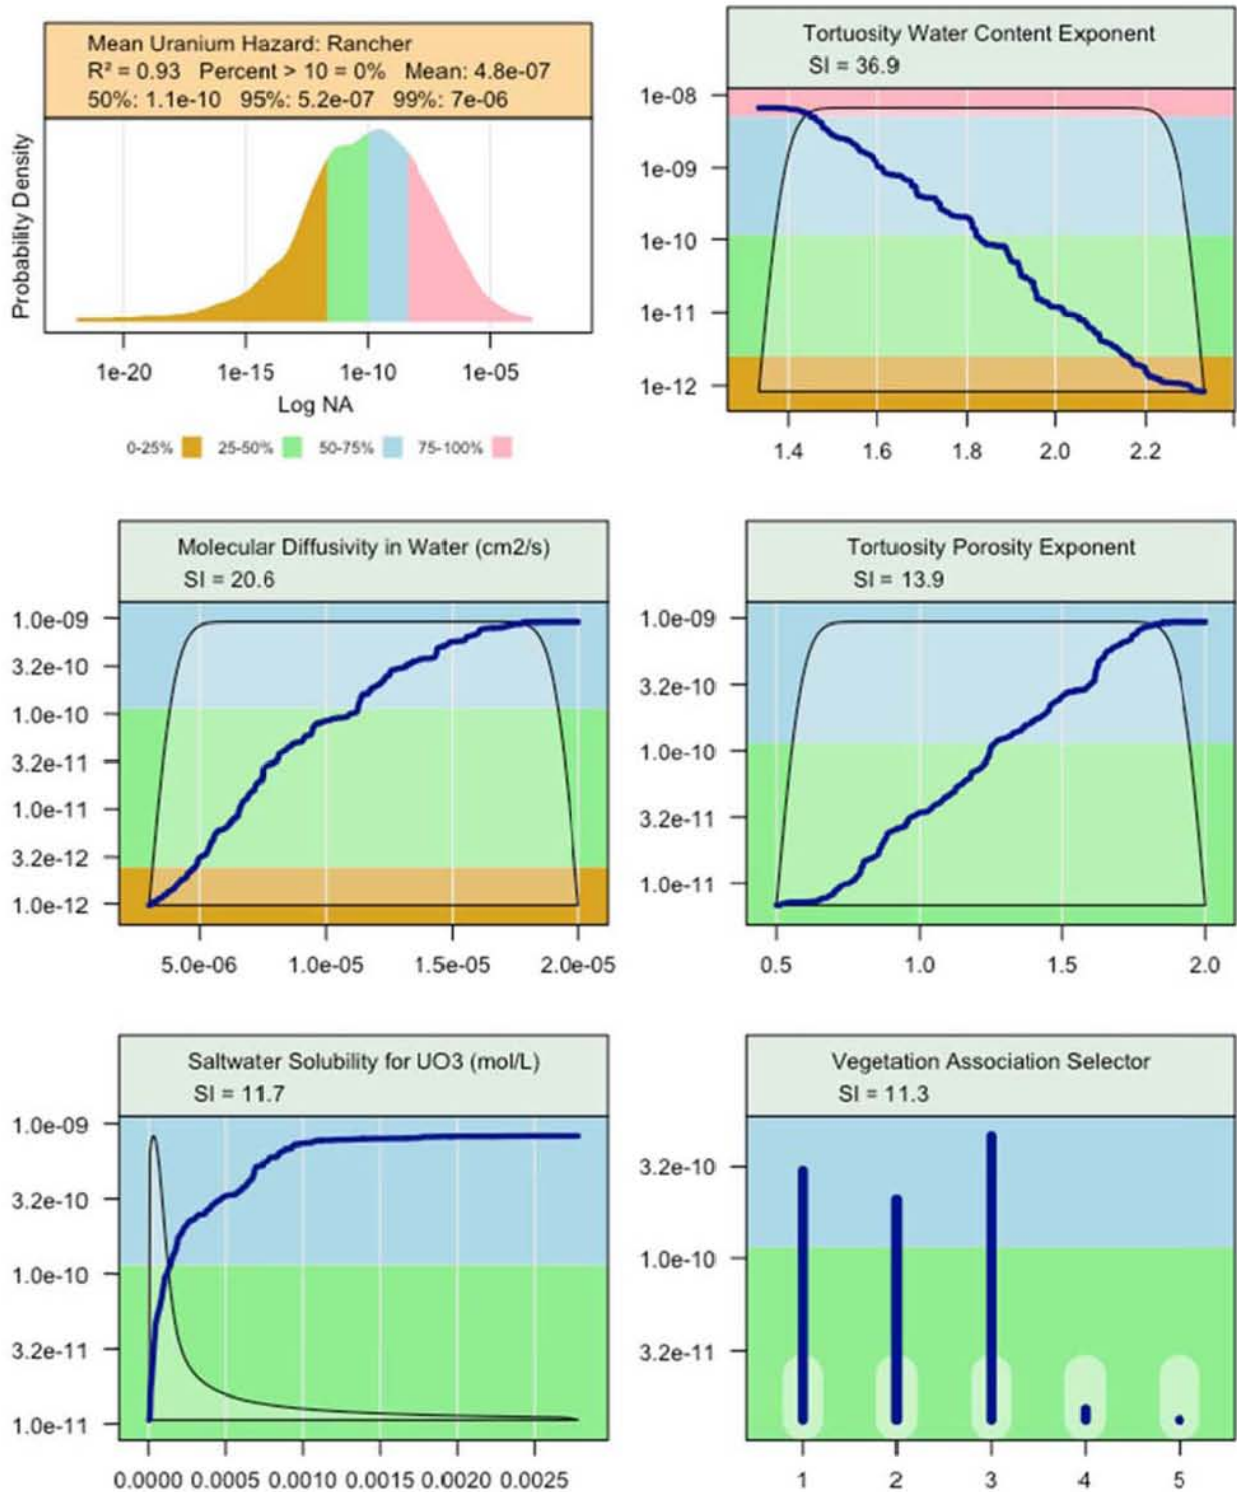 Mean Uranium Hazard: Rancher
R² = 0.93 Percent > 10 = 0% Mean: 4.8e-07
50%: 1.1e-10 95%: 5.2e-07 99%: 7e-06
Probability Density
1e-20 1e-15 1e-10 1e-05
Log NA
0-25% 25-50% 50-75% 75-100%
Tortuosity Water Content Exponent
SI = 36.9
1e-08
1e-09
1e-10
1e-11
1e-12
1.4 1.6 1.8 2.0 2.2
Molecular Diffusivity in Water (cm2/s)
SI = 20.6
1.0e-09
3.2e-10
1.0e-10
3.2e-11
1.0e-11
3.2e-12
1.0e-12
5.0e-06 1.0e-05 1.5e-05 2.0e-05
Tortuosity Porosity Exponent
SI = 13.9
1.0e-09
3.2e-10
1.0e-10
3.2e-11
1.0e-11
0.5 1.0 1.5 2.0
Saltwater Solubility for UO3 (mol/L)
SI = 11.7
1.0e-09
3.2e-10
1.0e-10
3.2e-11
1.0e-11
0.0000 0.0005 0.0010 0.0015 0.0020 0.0025
Vegetation Association Selector
SI = 11.3
3.2e-10
1.0e-10
3.2e-11
1 2 3 4 5